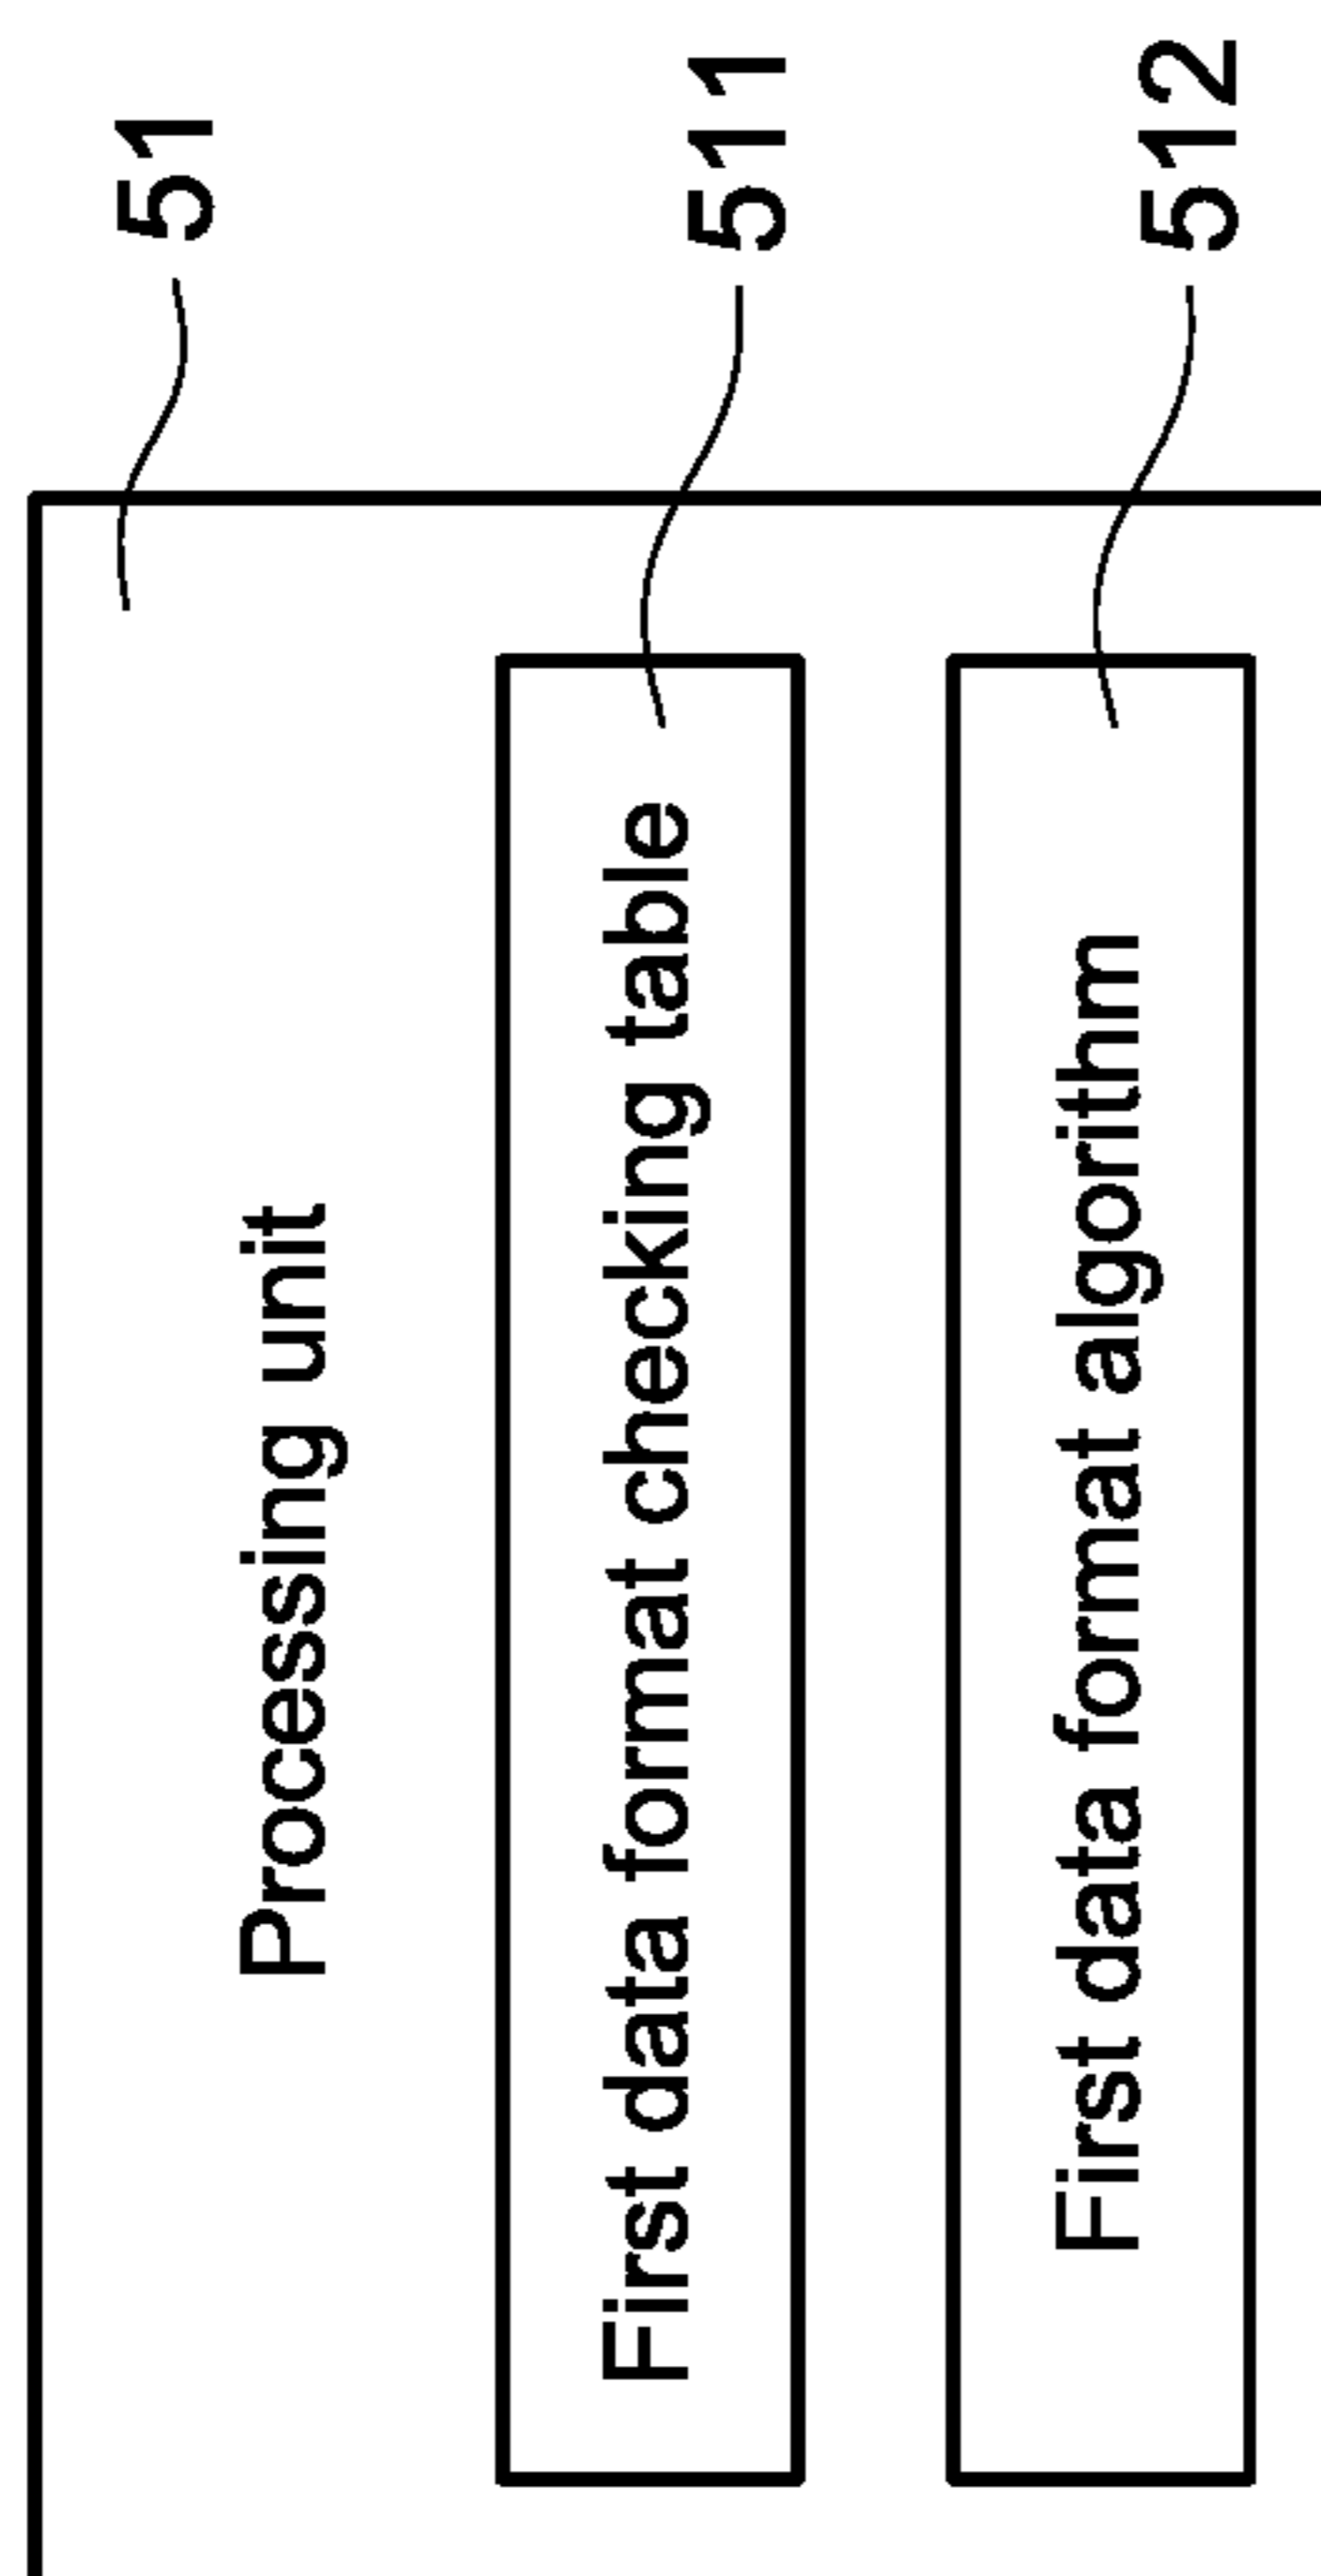 Processing unit
51
First data format checking table
511
First data format algorithm
512